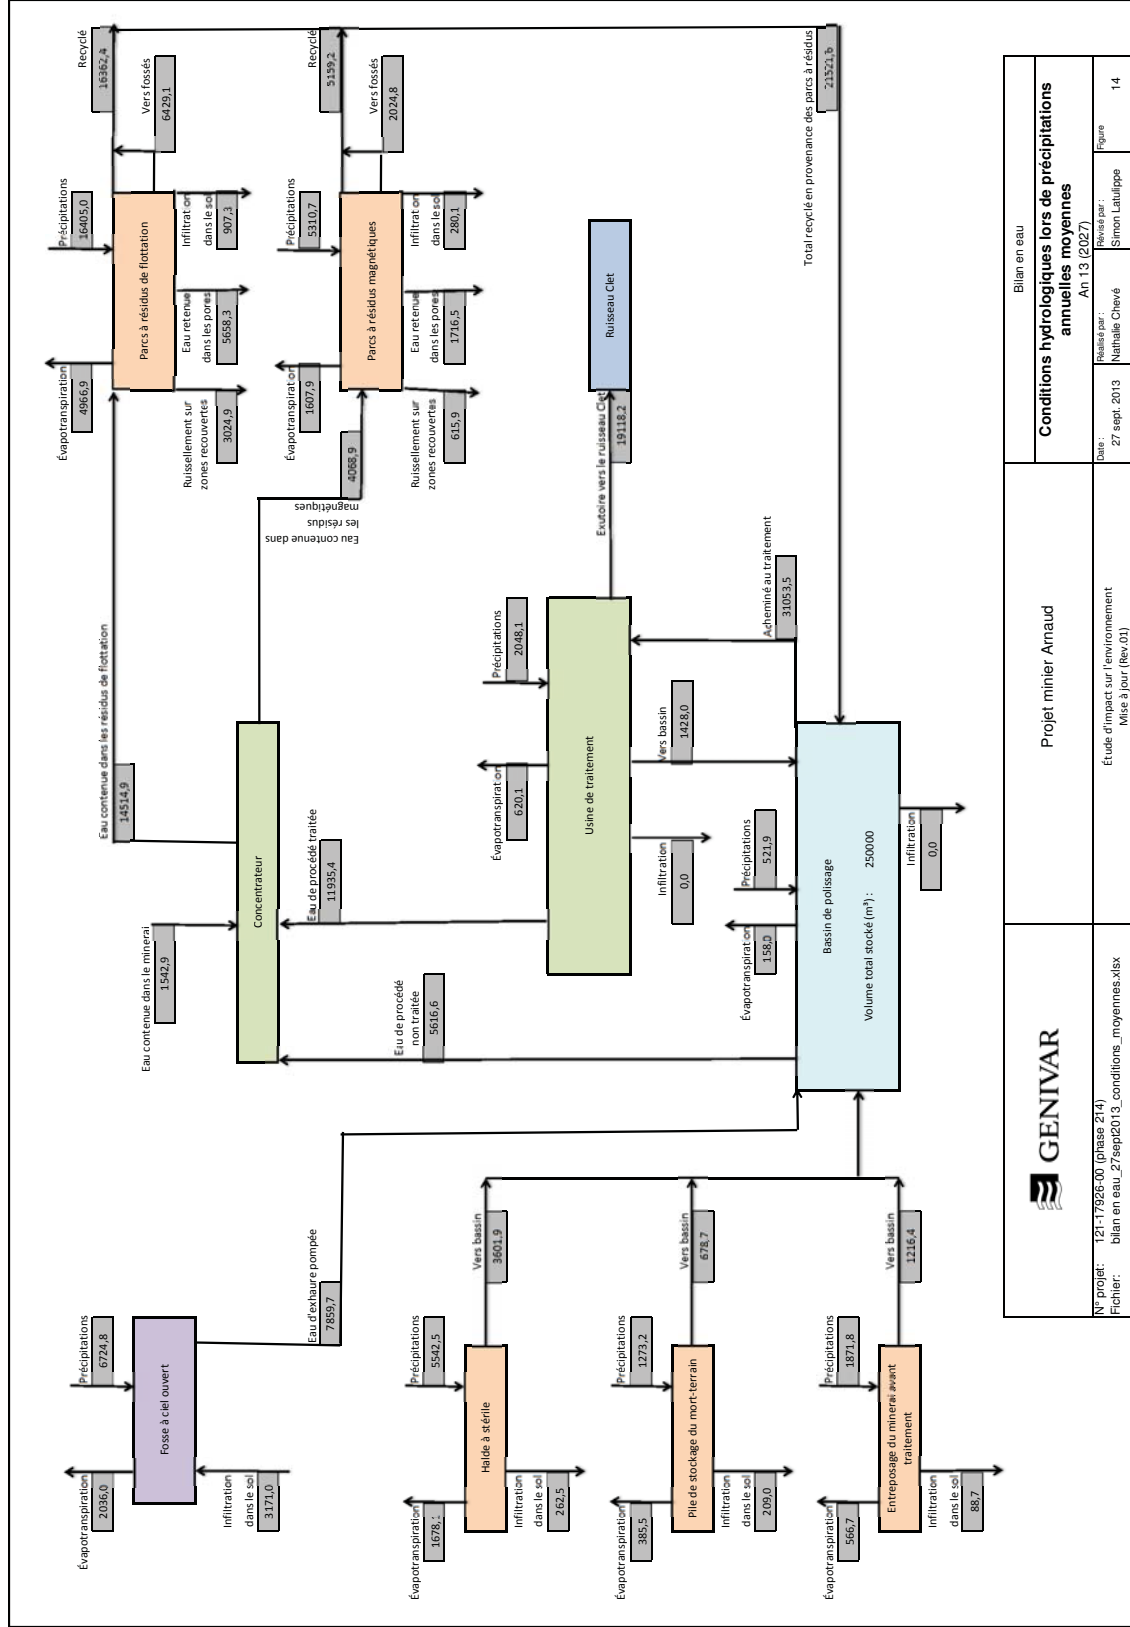 Évapotranspiration
2036,0
Précipitations
6724,8
Fosse à ciel ouvert
Infiltration
dans le sol
3171,0
Eau d'exhaure pompée
7859,7
Évapotranspiration
1678,
Précipitations
5542,5
Halde à stérile
Infiltration
dans le sol
262,5
Vers bassin
3601,9
Évapotranspiration
385,5
Précipitations
1273,2
Pile de stockage du mort-terrain
Infiltration
dans le sol
209,0
Vers bassin
678,7
Évapotranspiration
566,7
Précipitations
1871,8
Entreposage du minerai avant
traitement
Infiltration
dans le sol
88,7
Vers bassin
1216,4
Eau contenue dans le minerai
1542,9
Concentrateur
Eau de procédé
non traitée
5616,6
Eau de procédé traitée
11935,4
Eau contenue dans les résidus de flottation
14514,9
Eau contenue dans
les résidus
magnétiques
4068,9
Évapotranspiration
620,1
Précipitations
2048,1
Usine de traitement
Infiltration
0,0
Vers bassin
1428,0
Acheminé au traitement
31053,5
Exutoire vers le ruisseau Clet
19118,2
Ruisseau Clet
Évapotranspiration
158,0
Précipitations
521,9
Bassin de polissage
Volume total stocké (m³) : 250000
Infiltration
0,0
Évapotranspiration
4966,9
Précipitations
16405,0
Parcs à résidus de flottation
Ruissellement sur
zones recouvertes
3024,9
Eau retenue
dans les pores
5658,3
Infiltration
dans le sol
907,3
Vers fossés
6429,1
Recyclé
16362,4
Évapotranspiration
1607,9
Précipitations
5310,7
Parcs à résidus magnétiques
Ruissellement sur
zones recouvertes
615,9
Eau retenue
dans les pores
1716,5
Infiltration
dans le sol
280,1
Vers fossés
2024,8
Recyclé
5159,2
Total recyclé en provenance des parcs à résidus
21521,6
GENIVAR
N° projet: 121-17926-00 (phase 214)
Fichier: bilan en eau_27sept2013_conditions_moyennes.xlsx
Projet minier Arnaud
Étude d'impact sur l'environnement
Mise à jour (Rev.01)
Bilan en eau
Conditions hydrologiques lors de précipitations
annuelles moyennes
An 13 (2027)
Date :
27 sept. 2013
Réalisé par :
Nathalie Chevé
Révisé par :
Simon Latulippe
Figure
14